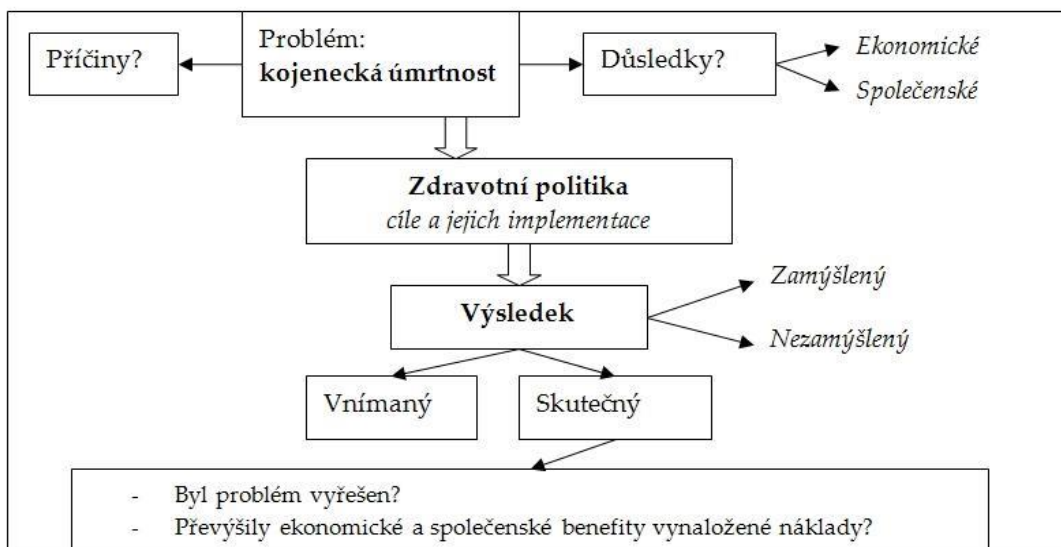 Příčiny?
Problém:
kojenecká úmrtnost
Důsledky?
Ekonomické
Společenské
Zdravotní politika
cíle a jejich implementace
Výsledek
Zamýšlený
Nezamýšlený
Vnímaný
Skutečný
- Byl problém vyřešen?
- Převýšily ekonomické a společenské benefity vynaložené náklady?